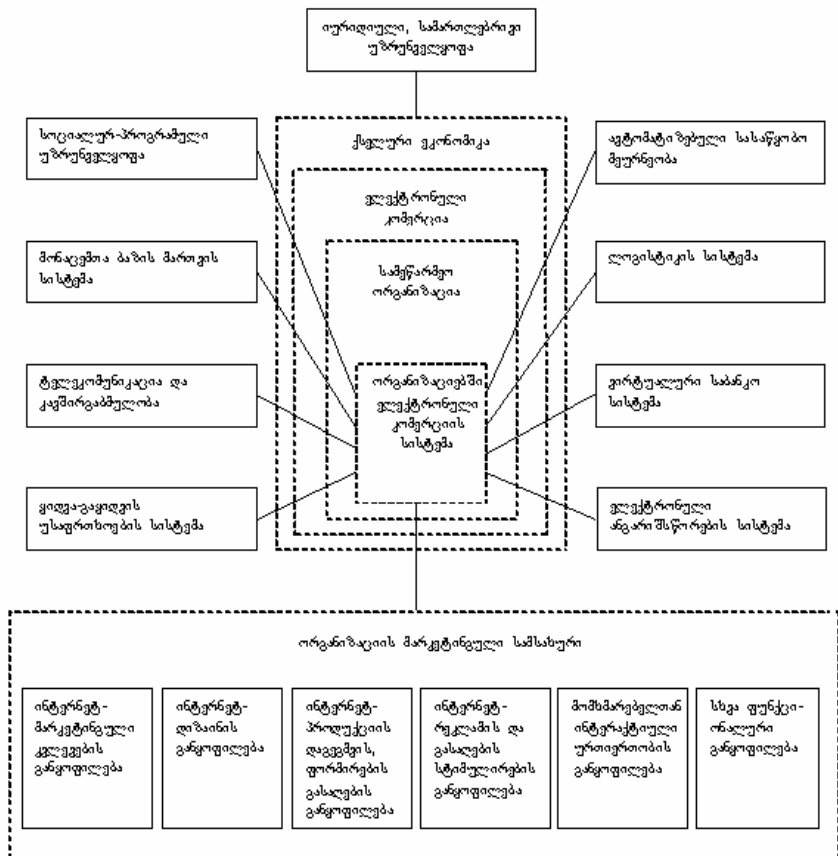 იურიდიული, სამართლებრივი
უზრუნველყოფა
სოციალურ-პროგრამული
უზრუნველყოფა
ქსელური ეკონომიკა
ავტომატიზებული სასაწყობო
მეურნეობა
ელექტრონული
კომერცია
მონაცემთა ბაზის მართვის
სისტემა
სამეწარმეო
ორგანიზაცია
ლოგისტიკის სისტემა
ტელეკომუნიკაცია და
კავშირგაბმულობა
ორგანიზაციებში
ელექტრონული
კომერციის
სისტემა
ვირტუალური საბანკო
სისტემა
ყიდვა-გაყიდვის
უსაფრთხოების სისტემა
ელექტრონული
ანგარიშსწორების სისტემა
ორგანიზაციის მარკეტინგული სამსახური
ინტერნეტ-
მარკეტინგული
კვლევების
განყოფილება
ინტერნეტ-
დიზაინის
განყოფილება
ინტერნეტ-
პროდუქციის
დაგეგმვის,
ფორმირების
გასაღების
განყოფილება
ინტერნეტ-
რეკლამის და
გასაღების
სტიმულირების
განყოფილება
მომხმარებელთან
ინტერაქტიული
ურთიერთობის
განყოფილება
სხვა ფუნქცი-
ონალური
განყოფილება